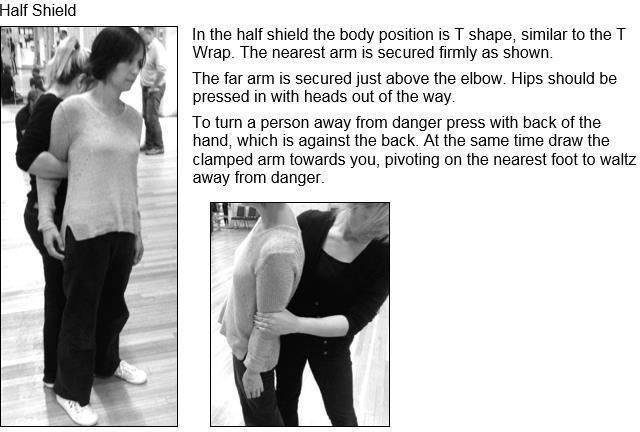 Half Shield
In the half shield the body position is T shape, similar to the T
Wrap. The nearest arm is secured firmly as shown.
The far arm is secured just above the elbow. Hips should be
pressed in with heads out of the way.
To turn a person away from danger press with back of the
hand, which is against the back. At the same time draw the
clamped arm towards you, pivoting on the nearest foot to waltz
away from danger.